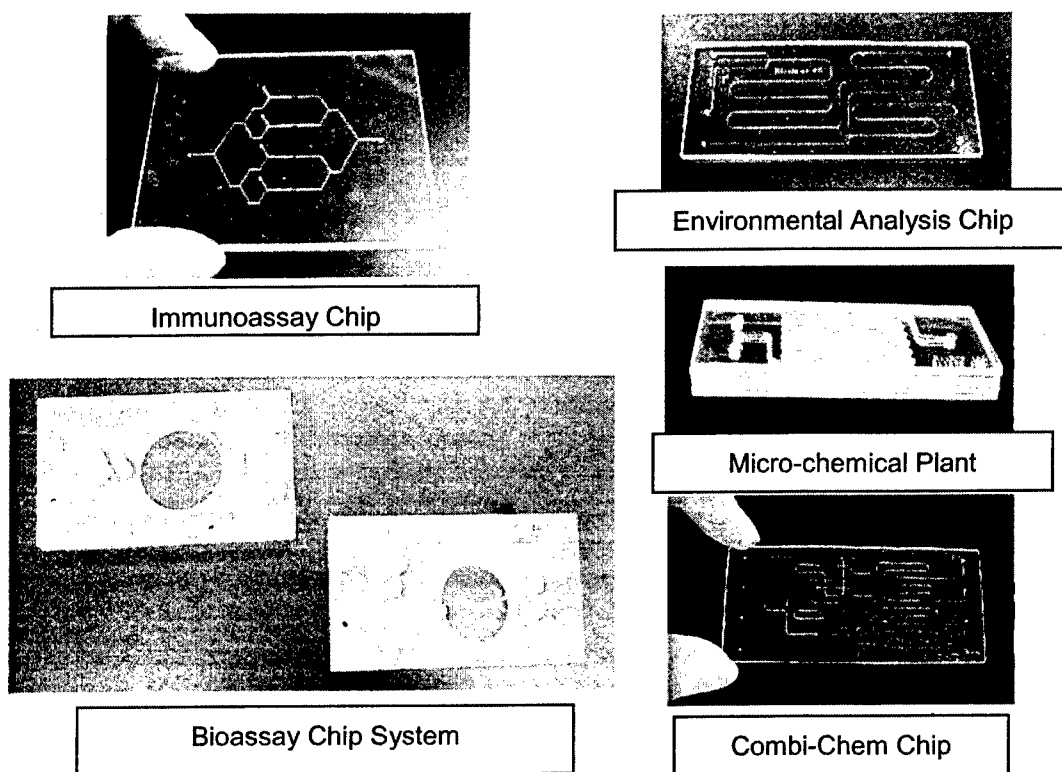 Immunoassay Chip
Environmental Analysis Chip
Micro-chemical Plant
Bioassay Chip System
Combi-Chem Chip